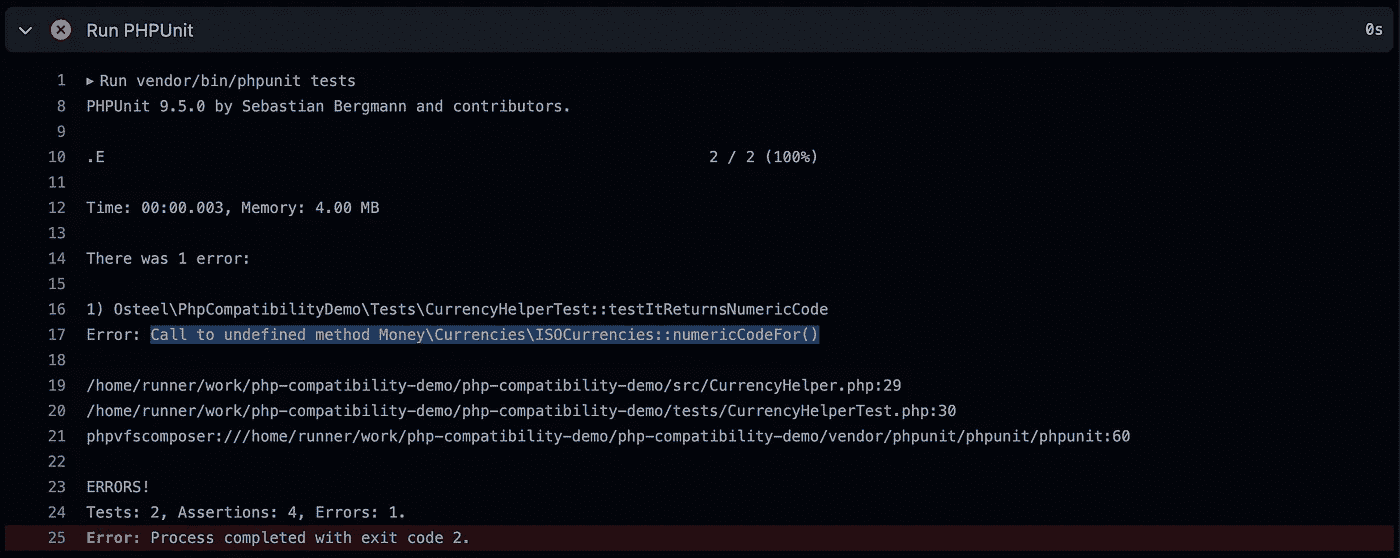 Run PHPUnit 0s
1 ▸ Run vendor/bin/phpunit tests
8 PHPUnit 9.5.0 by Sebastian Bergmann and contributors.
9
10 .E 2 / 2 (100%)
11
12 Time: 00:00.003, Memory: 4.00 MB
13
14 There was 1 error:
15
16 1) Osteel\PhpCompatibilityDemo\Tests\CurrencyHelperTest::testItReturnsNumericCode
17 Error: Call to undefined method Money\Currencies\ISOCurrencies::numericCodeFor()
18
19 /home/runner/work/php-compatibility-demo/php-compatibility-demo/src/CurrencyHelper.php:29
20 /home/runner/work/php-compatibility-demo/php-compatibility-demo/tests/CurrencyHelperTest.php:30
21 phpvfscomposer:///home/runner/work/php-compatibility-demo/php-compatibility-demo/vendor/phpunit/phpunit/phpunit:60
22
23 ERRORS!
24 Tests: 2, Assertions: 4, Errors: 1.
25 Error: Process completed with exit code 2.